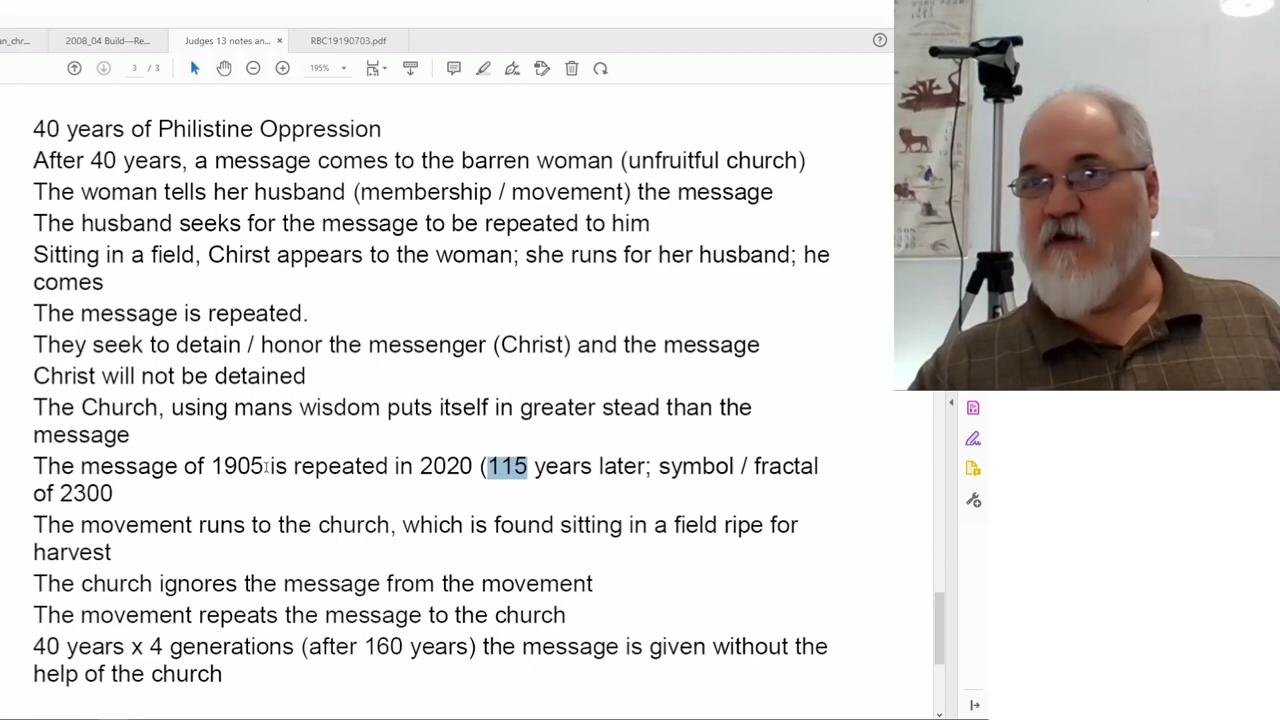 an_chr...
2008_04 Build—Re...
Judges 13 notes an...
×
RBC19190703.pdf
?
3 / 3
195%
40 years of Philistine Oppression
After 40 years, a message comes to the barren woman (unfruitful church)
The woman tells her husband (membership / movement) the message
The husband seeks for the message to be repeated to him
Sitting in a field, Chirst appears to the woman; she runs for her husband; he
comes
The message is repeated.
They seek to detain / honor the messenger (Christ) and the message
Christ will not be detained
The Church, using mans wisdom puts itself in greater stead than the
message
The message of 1905 is repeated in 2020 (115 years later; symbol / fractal
of 2300
The movement runs to the church, which is found sitting in a field ripe for
harvest
The church ignores the message from the movement
The movement repeats the message to the church
40 years x 4 generations (after 160 years) the message is given without the
help of the church